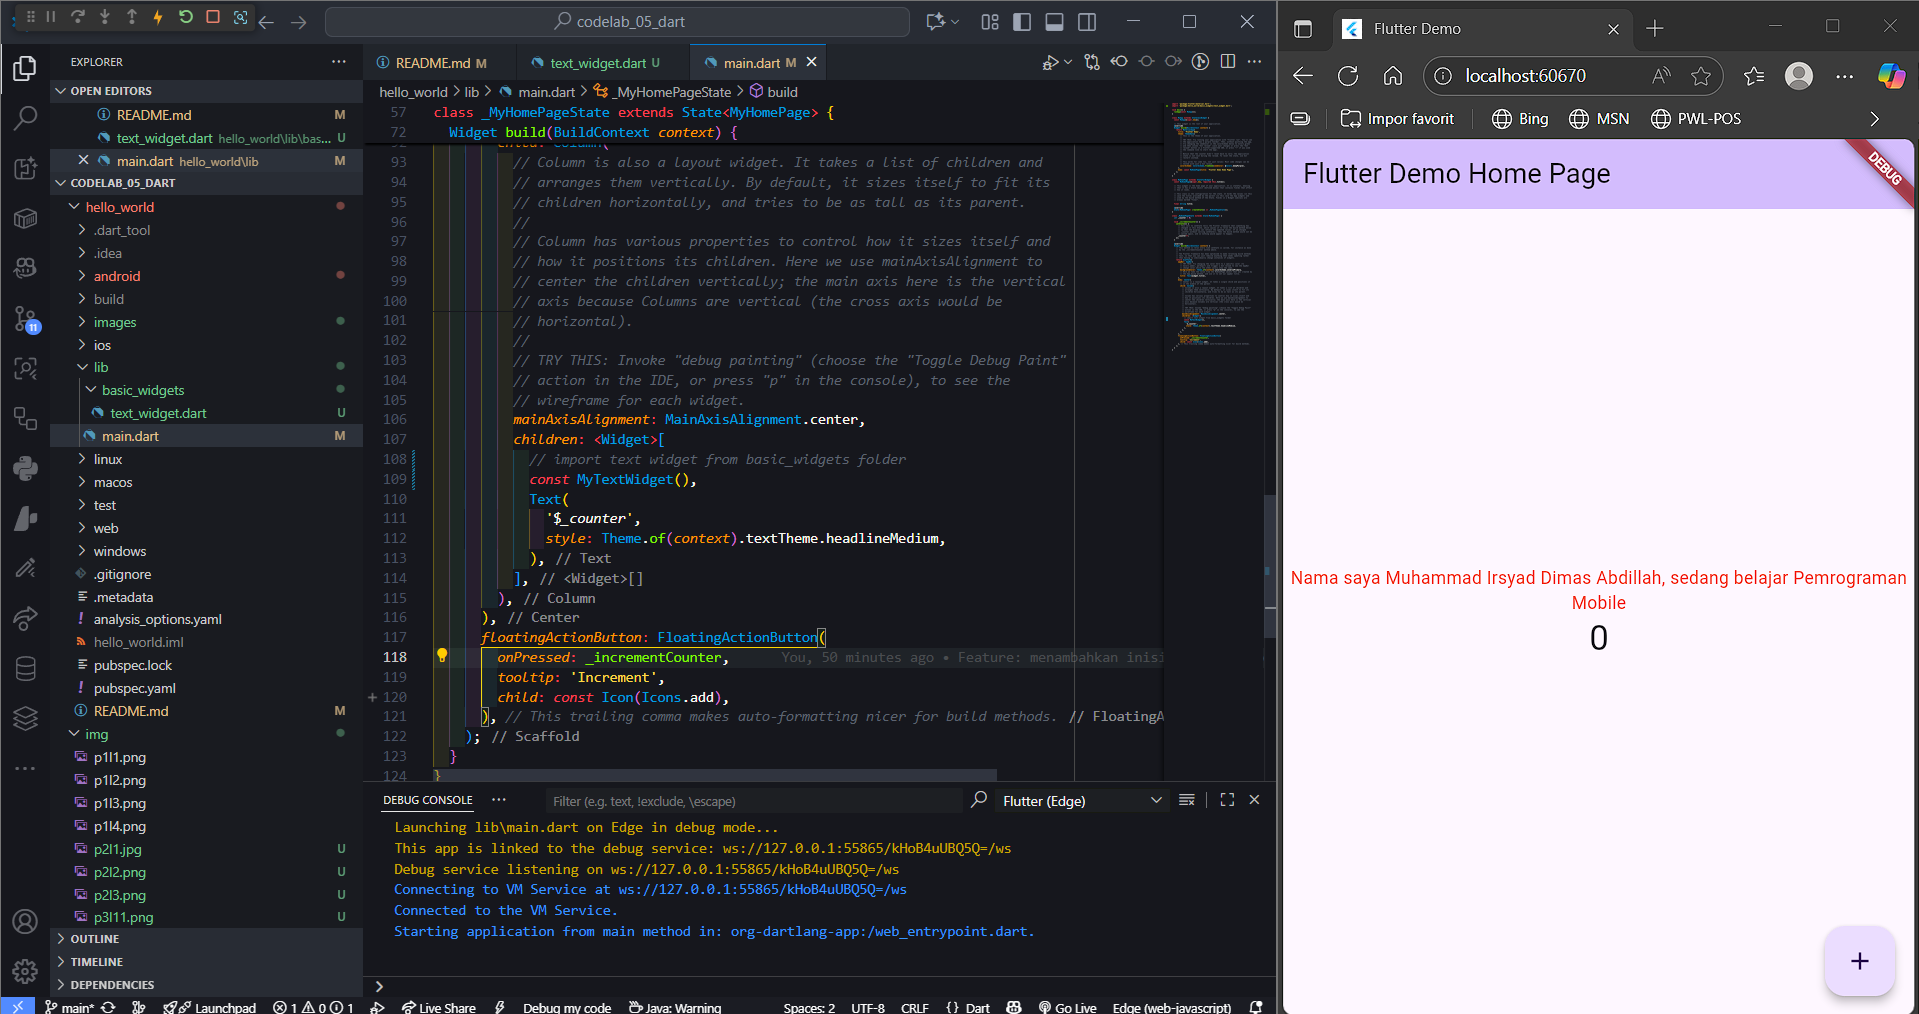 codelab_05_dart
EXPLORER
OPEN EDITORS
README.md M
text_widget.dart hello_world\lib\bas... U
main.dart hello_world\lib M
CODELAB_05_DART
hello_world
.dart_tool
.idea
android
build
images
ios
lib
basic_widgets
text_widget.dart U
main.dart M
linux
macos
test
web
windows
.gitignore
.metadata
analysis_options.yaml
hello_world.iml
pubspec.lock
pubspec.yaml
README.md M
img
p1l1.png
p1l2.png
p1l3.png
p1l4.png
p2l1.jpg U
p2l2.png U
p2l3.png U
p3l11.png U
OUTLINE
TIMELINE
DEPENDENCIES
11
README.md M
text_widget.dart U
main.dart M
hello_world > lib > main.dart > _MyHomePageState > build
57 class _MyHomePageState extends State<MyHomePage> {
72 Widget build(BuildContext context) {
92 child: Column(
93 // Column is also a layout widget. It takes a list of children and
94 // arranges them vertically. By default, it sizes itself to fit its
95 // children horizontally, and tries to be as tall as its parent.
96 //
97 // Column has various properties to control how it sizes itself and
98 // how it positions its children. Here we use mainAxisAlignment to
99 // center the children vertically; the main axis here is the vertical
100 // axis because Columns are vertical (the cross axis would be
101 // horizontal).
102 //
103 // TRY THIS: Invoke "debug painting" (choose the "Toggle Debug Paint"
104 // action in the IDE, or press "p" in the console), to see the
105 // wireframe for each widget.
106 mainAxisAlignment: MainAxisAlignment.center,
107 children: <Widget>[
108 // import text widget from basic_widgets folder
109 const MyTextWidget(),
110 Text(
111 '$_counter',
112 style: Theme.of(context).textTheme.headlineMedium,
113 ), // Text
114 ], // <Widget>[]
115 ), // Column
116 ), // Center
117 floatingActionButton: FloatingActionButton(
118 onPressed: _incrementCounter, You, 50 minutes ago • Feature: menambahkan inisi
119 tooltip: 'Increment',
120 child: const Icon(Icons.add),
121 ), // This trailing comma makes auto-formatting nicer for build methods. // FloatingA
122 ); // Scaffold
123 }
124 }
DEBUG CONSOLE
Filter (e.g. text, !exclude, \escape)
Flutter (Edge)
Launching lib\main.dart on Edge in debug mode...
This app is linked to the debug service: ws://127.0.0.1:55865/kHoB4uUBQ5Q=/ws
Debug service listening on ws://127.0.0.1:55865/kHoB4uUBQ5Q=/ws
Connecting to VM Service at ws://127.0.0.1:55865/kHoB4uUBQ5Q=/ws
Connected to the VM Service.
Starting application from main method in: org-dartlang-app:/web_entrypoint.dart.
main* Launchpad 1 0 1 Live Share Debug my code Java: Warning Spaces: 2 UTF-8 CRLF {} Dart Go Live Edge (web-javascript)
Flutter Demo
localhost:60670
Impor favorit Bing MSN PWL-POS
Flutter Demo Home Page
DEBUG
Nama saya Muhammad Irsyad Dimas Abdillah, sedang belajar Pemrograman
Mobile
0
+